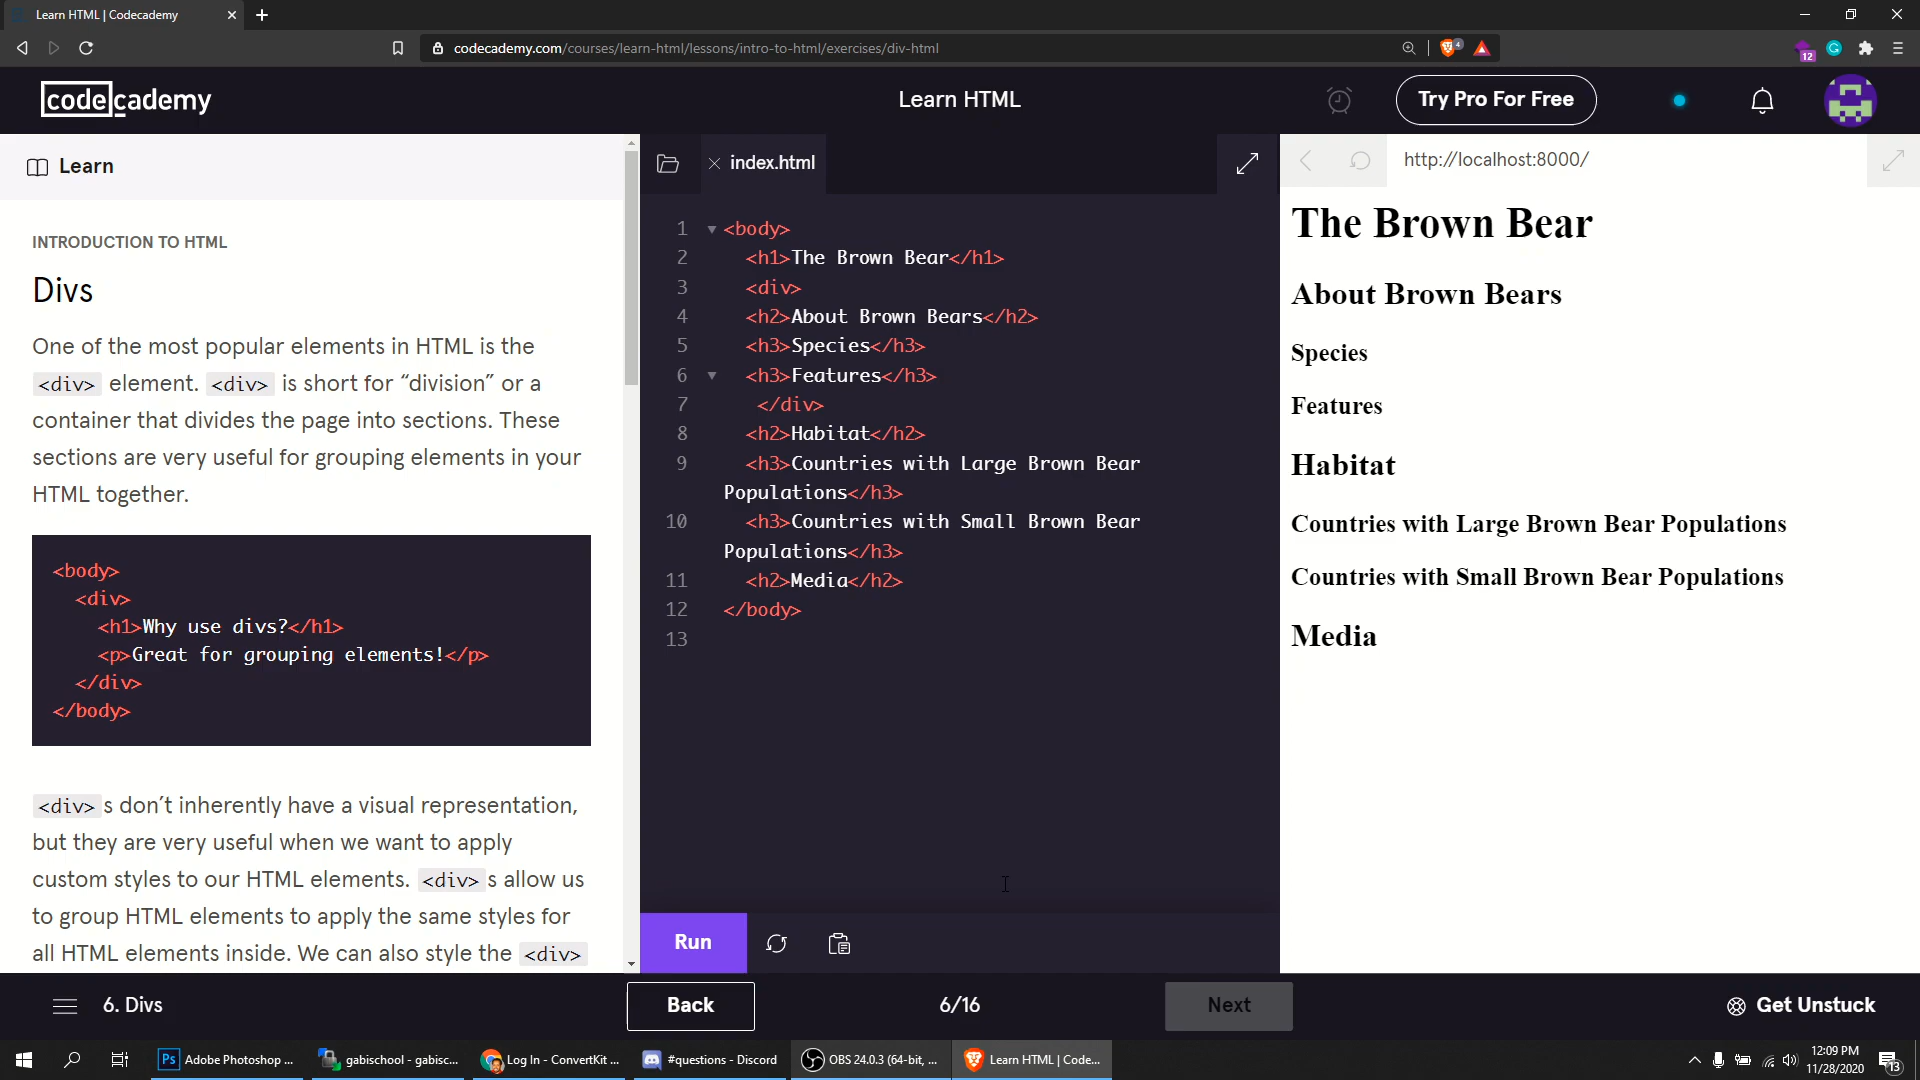 Learn HTML | Codecademy
codecademy.com/courses/learn-html/lessons/intro-to-html/exercises/div-html
4
12
codecademy
Learn HTML
Try Pro For Free
Learn
INTRODUCTION TO HTML
Divs
One of the most popular elements in HTML is the
<div> element. <div> is short for “division” or a
container that divides the page into sections. These
sections are very useful for grouping elements in your
HTML together.
<body>
<div>
<h1>Why use divs?</h1>
<p>Great for grouping elements!</p>
</div>
</body>
<div>s don’t inherently have a visual representation,
but they are very useful when we want to apply
custom styles to our HTML elements. <div>s allow us
to group HTML elements to apply the same styles for
all HTML elements inside. We can also style the <div>
index.html
1 <body>
2 <h1>The Brown Bear</h1>
3 <div>
4 <h2>About Brown Bears</h2>
5 <h3>Species</h3>
6 <h3>Features</h3>
7 </div>
8 <h2>Habitat</h2>
9 <h3>Countries with Large Brown Bear
Populations</h3>
10 <h3>Countries with Small Brown Bear
Populations</h3>
11 <h2>Media</h2>
12 </body>
13
Run
http://localhost:8000/
The Brown Bear
About Brown Bears
Species
Features
Habitat
Countries with Large Brown Bear Populations
Countries with Small Brown Bear Populations
Media
6. Divs
Back
6/16
Next
Get Unstuck
Ps Adobe Photoshop ...
gabischool - gabisc...
Log In - ConvertKit ...
#questions - Discord
OBS 24.0.3 (64-bit, ...
Learn HTML | Code...
12:09 PM
11/28/2020
13